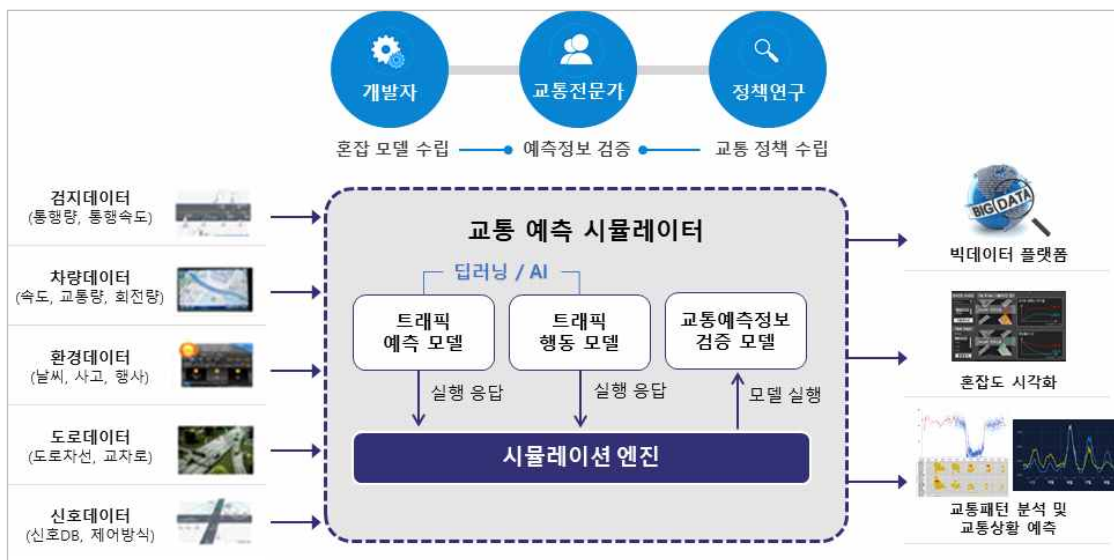 개발자
교통전문가
정책연구
혼잡 모델 수립
예측정보 검증
교통 정책 수립
검지데이터
(통행량, 통행속도)
차량데이터
(속도, 교통량, 회전량)
환경데이터
(날씨, 사고, 행사)
도로데이터
(도로차선, 교차로)
신호데이터
(신호DB, 제어방식)
교통 예측 시뮬레이터
딥러닝 / AI
트래픽
예측 모델
트래픽
행동 모델
교통예측정보
검증 모델
실행 응답
실행 응답
모델 실행
시뮬레이션 엔진
BIG DATA
빅데이터 플랫폼
혼잡도 시각화
교통패턴 분석 및
교통상황 예측